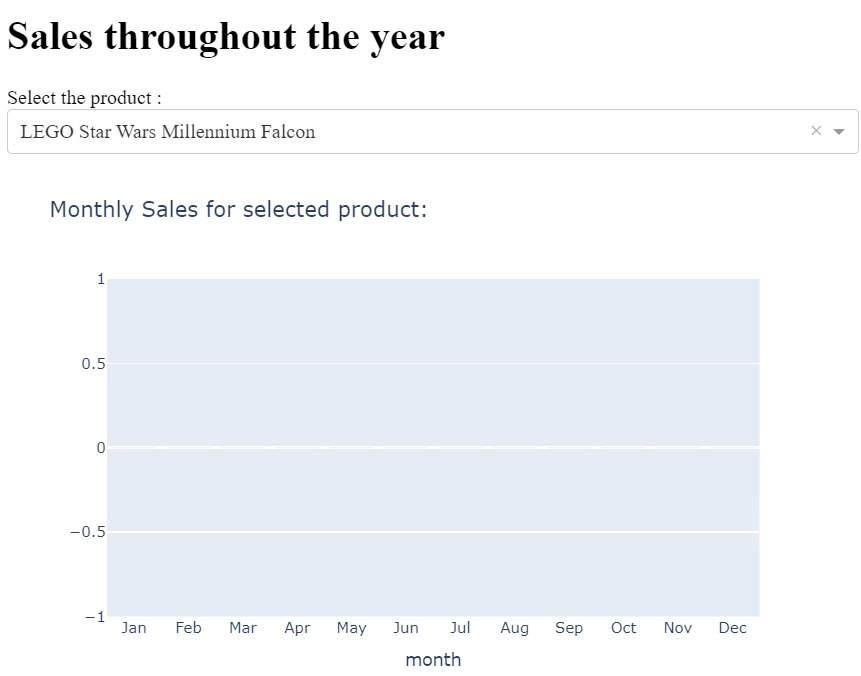 Sales throughout the year
Select the product :
LEGO Star Wars Millennium Falcon
×
Monthly Sales for selected product:
1
0.5
0
−0.5
−1
Jan Feb Mar Apr May Jun Jul Aug Sep Oct Nov Dec
month